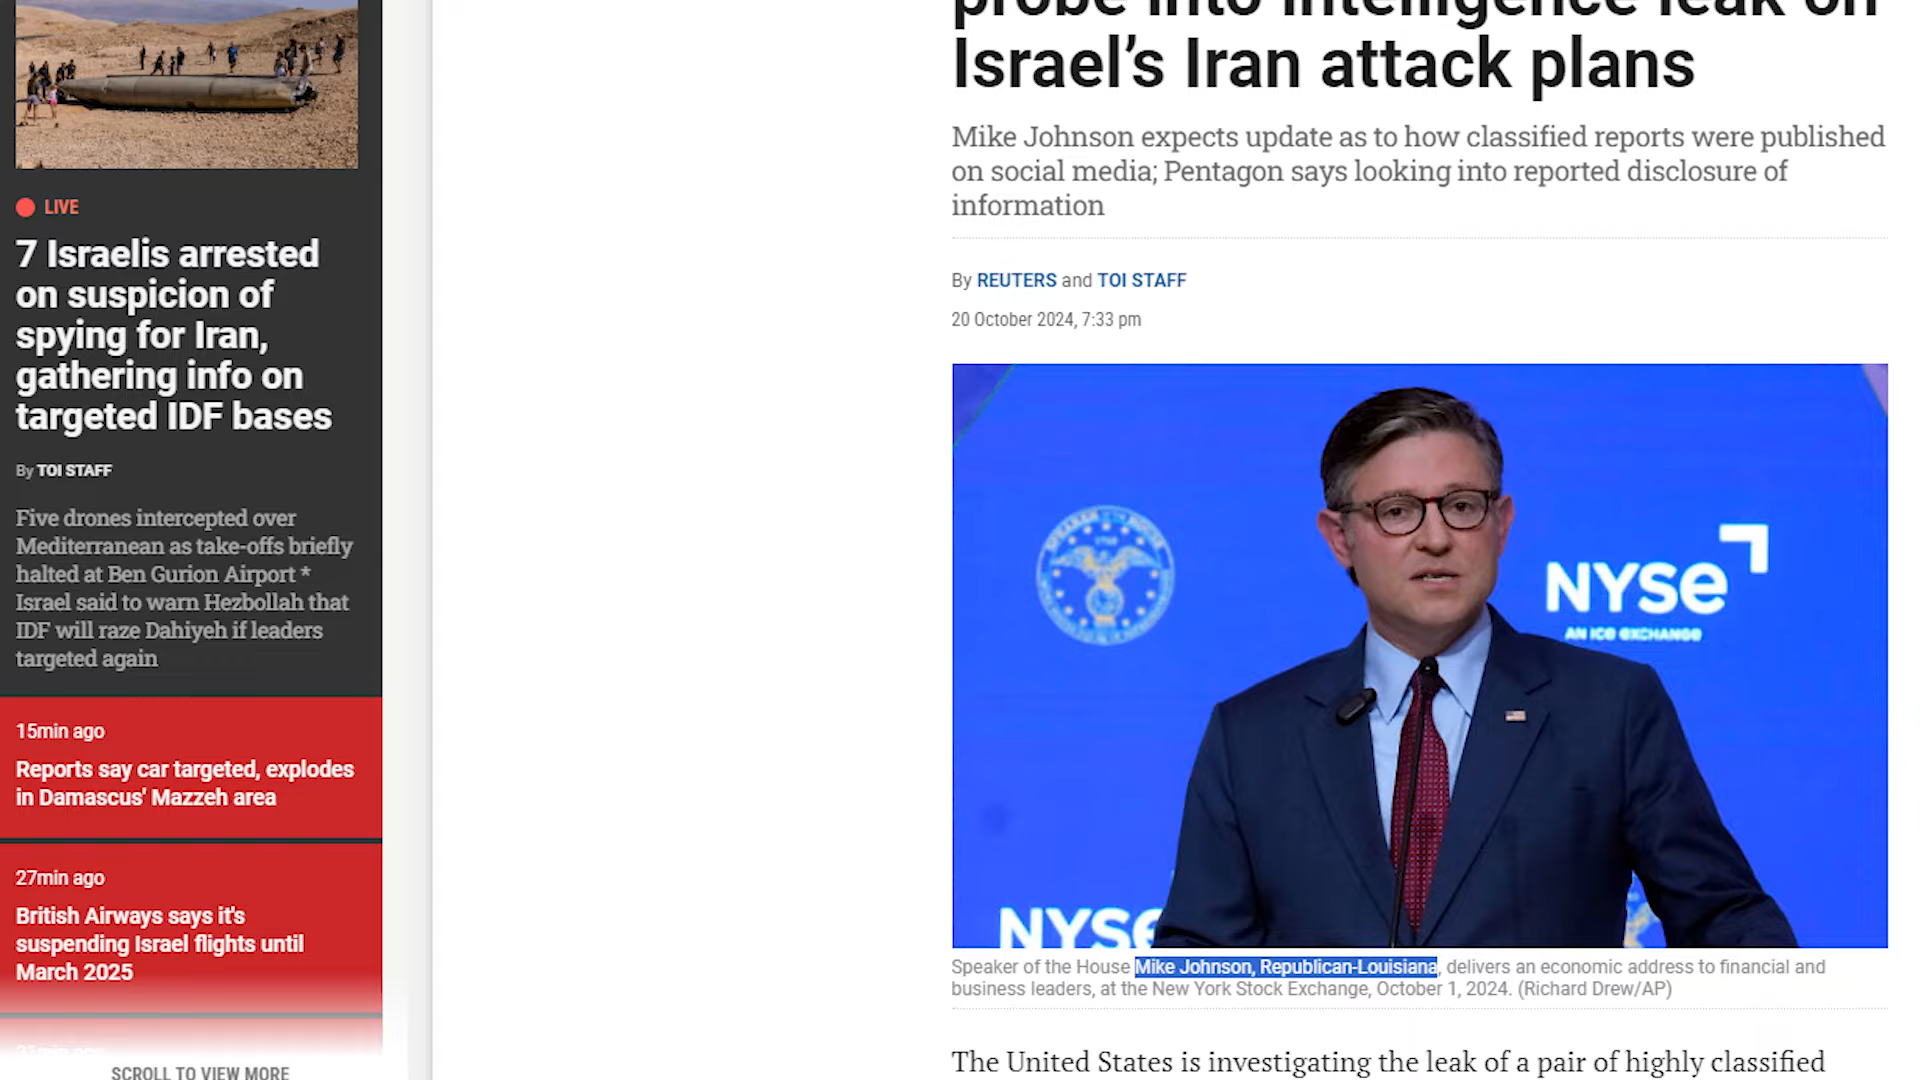 LIVE
7 Israelis arrested
on suspicion of
spying for Iran,
gathering info on
targeted IDF bases
By TOI STAFF
Five drones intercepted over
Mediterranean as take-offs briefly
halted at Ben Gurion Airport *
Israel said to warn Hezbollah that
IDF will raze Dahiyeh if leaders
targeted again
15min ago
Reports say car targeted, explodes
in Damascus' Mazzeh area
27min ago
British Airways says it's
suspending Israel flights until
March 2025
SCROLL TO VIEW MORE
probe into intelligence leak on
Israel’s Iran attack plans
Mike Johnson expects update as to how classified reports were published
on social media; Pentagon says looking into reported disclosure of
information
By REUTERS and TOI STAFF
20 October 2024, 7:33 pm
NYSE
AN ICE EXCHANGE
NYSE
Speaker of the House Mike Johnson, Republican-Louisiana, delivers an economic address to financial and
business leaders, at the New York Stock Exchange, October 1, 2024. (Richard Drew/AP)
The United States is investigating the leak of a pair of highly classified